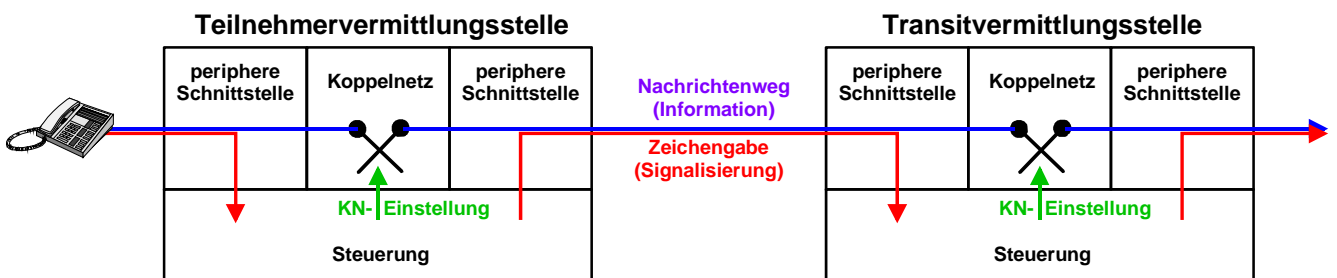 Teilnehmervermittlungsstelle
periphere
Schnittstelle
Koppelnetz
periphere
Schnittstelle
KN- Einstellung
Steuerung
Nachrichtenweg
(Information)
Zeichengabe
(Signalisierung)
Transitvermittlungsstelle
periphere
Schnittstelle
Koppelnetz
periphere
Schnittstelle
KN- Einstellung
Steuerung